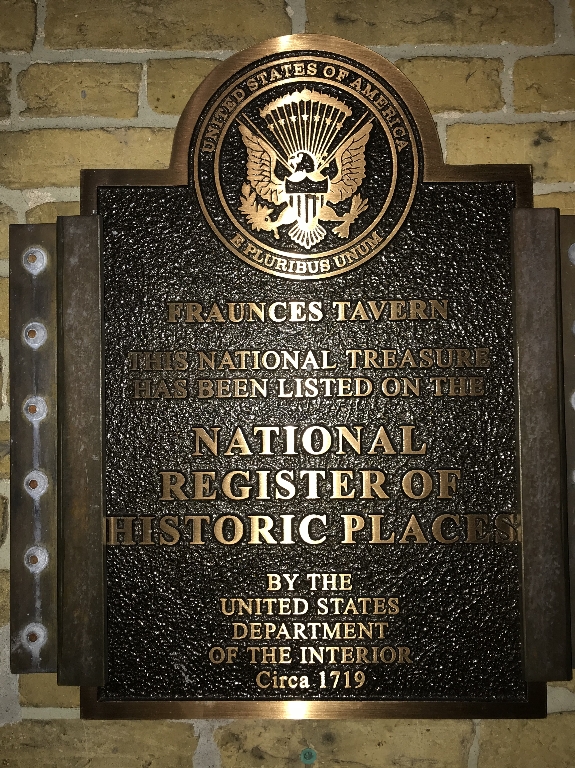 UNITED STATES OF AMERICA
E PLURIBUS UNUM
FRAUNCES TAVERN
THIS NATIONAL TREASURE
HAS BEEN LISTED ON THE
NATIONAL
REGISTER OF
HISTORIC PLACES
BY THE
UNITED STATES
DEPARTMENT
OF THE INTERIOR
Circa 1719